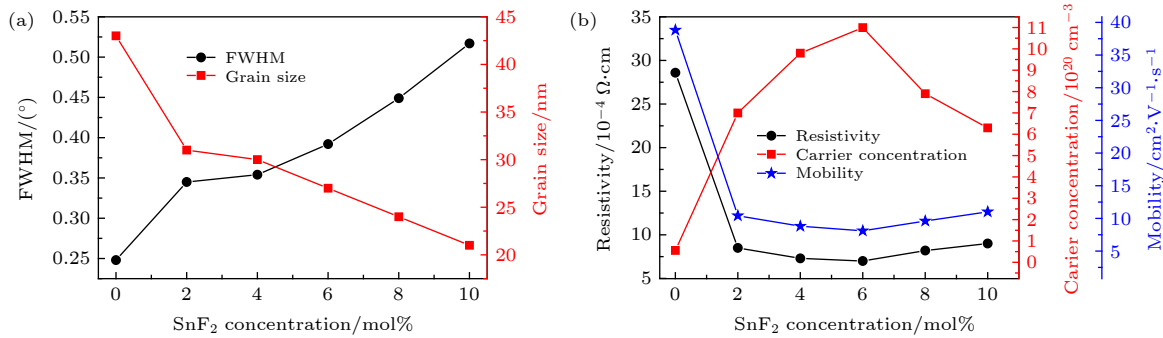 (a)
0.55
0.50
0.45
0.40
0.35
0.30
0.25
FWHM/(°)
FWHM
Grain size
45
40
35
30
25
20
Grain size/nm
0 2 4 6 8 10
SnF₂ concentration/mol%
(b)
35
30
25
20
15
10
5
Resistivity/10⁻⁴ Ω·cm
Resistivity
Carrier concentration
Mobility
11
10
9
8
7
6
5
4
3
2
1
0
Carrier concentration/10²⁰ cm⁻³
40
35
30
25
20
15
10
5
Mobility/cm²·V⁻¹·s⁻¹
0 2 4 6 8 10
SnF₂ concentration/mol%